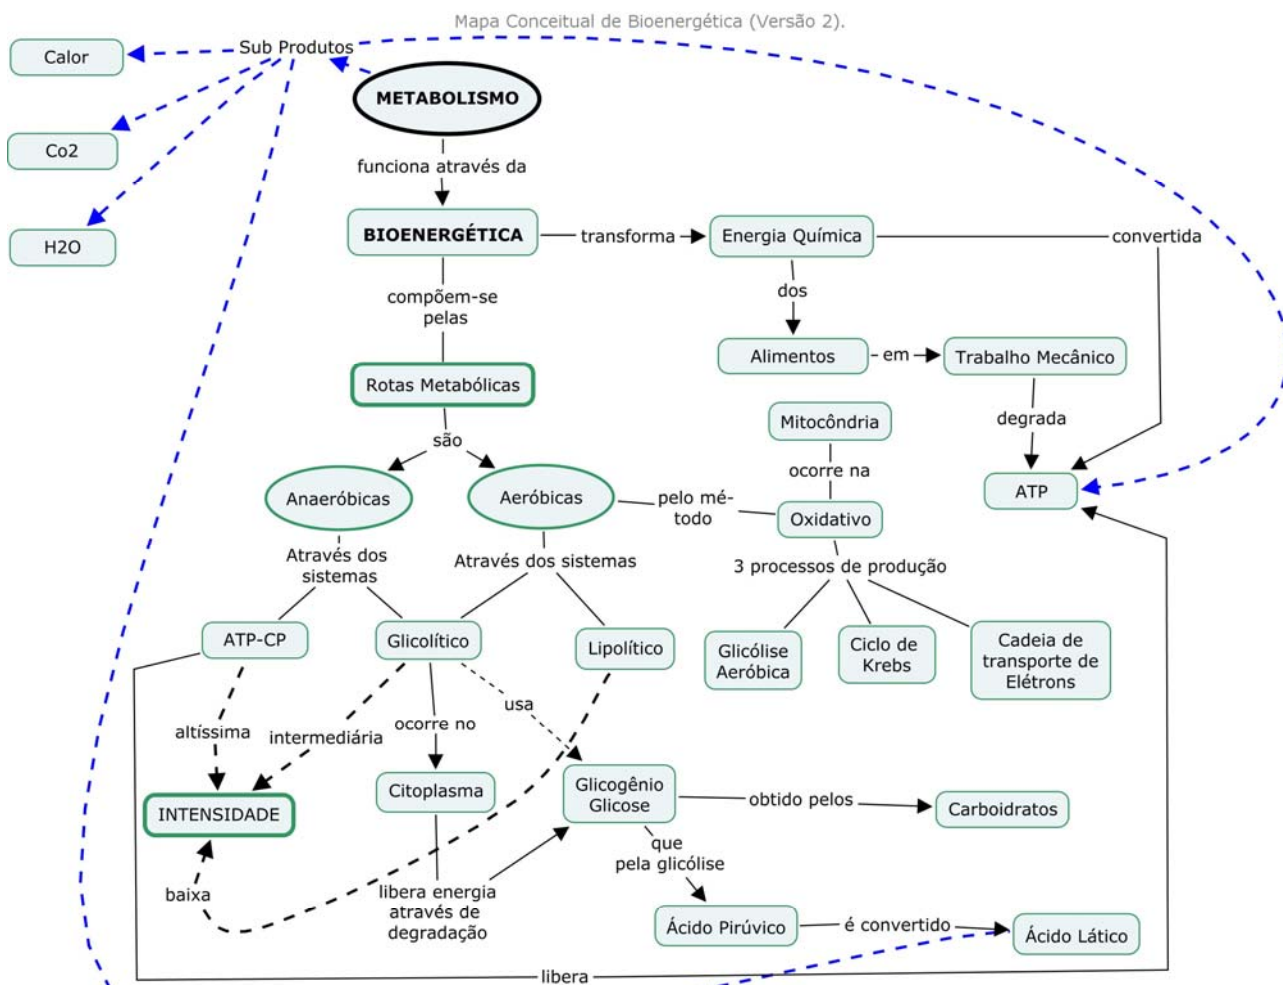 Mapa Conceitual de Bioenergética (Versão 2).
Sub Produtos
Calor
METABOLISMO
Co2
funciona através da
H2O
BIOENERGÉTICA
transforma
Energia Química
convertida
compõem-se
pelas
dos
Alimentos
em
Trabalho Mecânico
Rotas Metabólicas
Mitocôndria
degrada
são
ocorre na
Anaeróbicas
Aeróbicas
pelo mé-
todo
Oxidativo
ATP
Através dos
sistemas
Através dos sistemas
3 processos de produção
ATP-CP
Glicolítico
Lipolítico
Glicólise
Aeróbica
Ciclo de
Krebs
Cadeia de
transporte de
Elétrons
usa
altíssima
intermediária
ocorre no
Citoplasma
Glicogênio
Glicose
obtido pelos
Carboidratos
INTENSIDADE
que
pela glicólise
baixa
libera energia
através de
degradação
Ácido Pirúvico
é convertido
Ácido Lático
libera